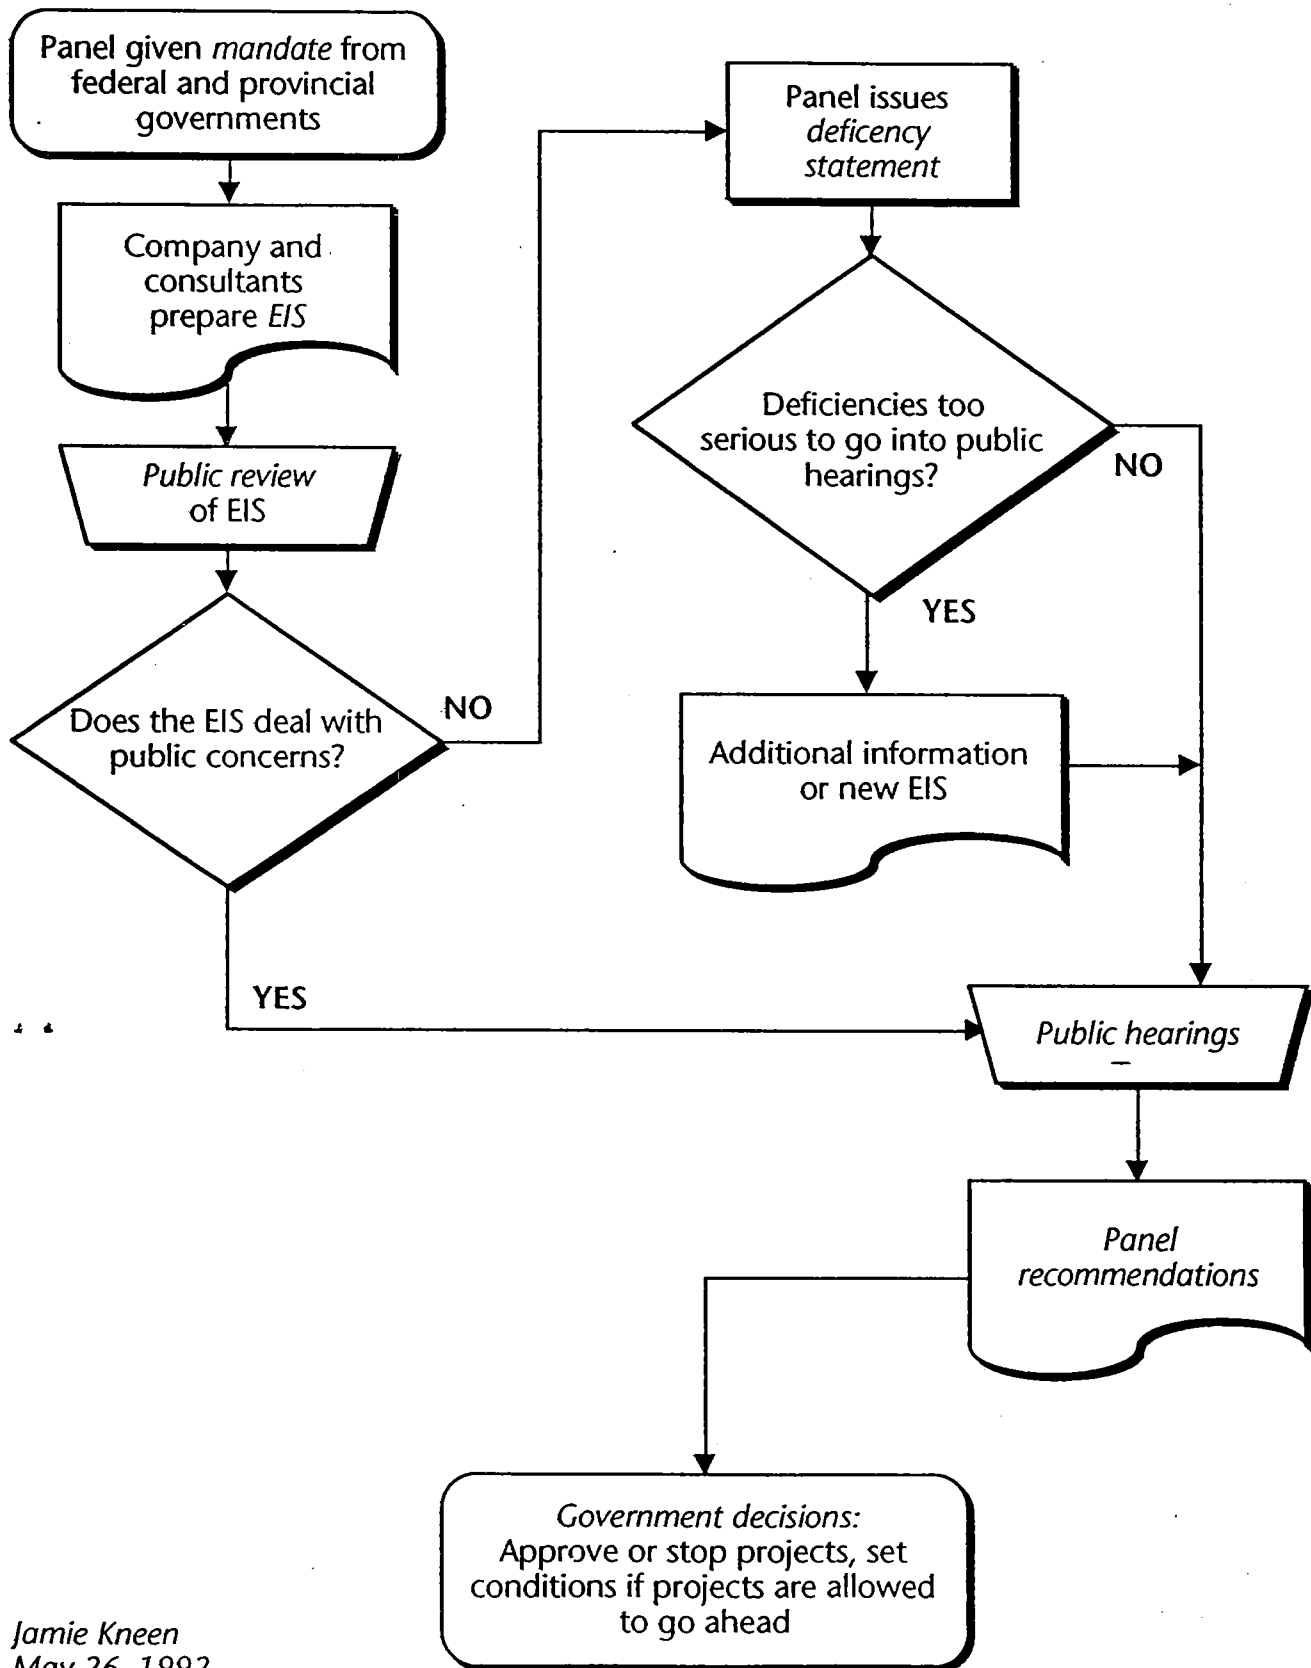 Panel given mandate from
federal and provincial
governments
Company and
consultants
prepare EIS
Public review
of EIS
Does the EIS deal with
public concerns?
NO
YES
Panel issues
deficency
statement
Deficiencies too
serious to go into public
hearings?
NO
YES
Additional information
or new EIS
Public hearings
Panel
recommendations
Government decisions:
Approve or stop projects, set
conditions if projects are allowed
to go ahead
Jamie Kneen
May 26, 1992